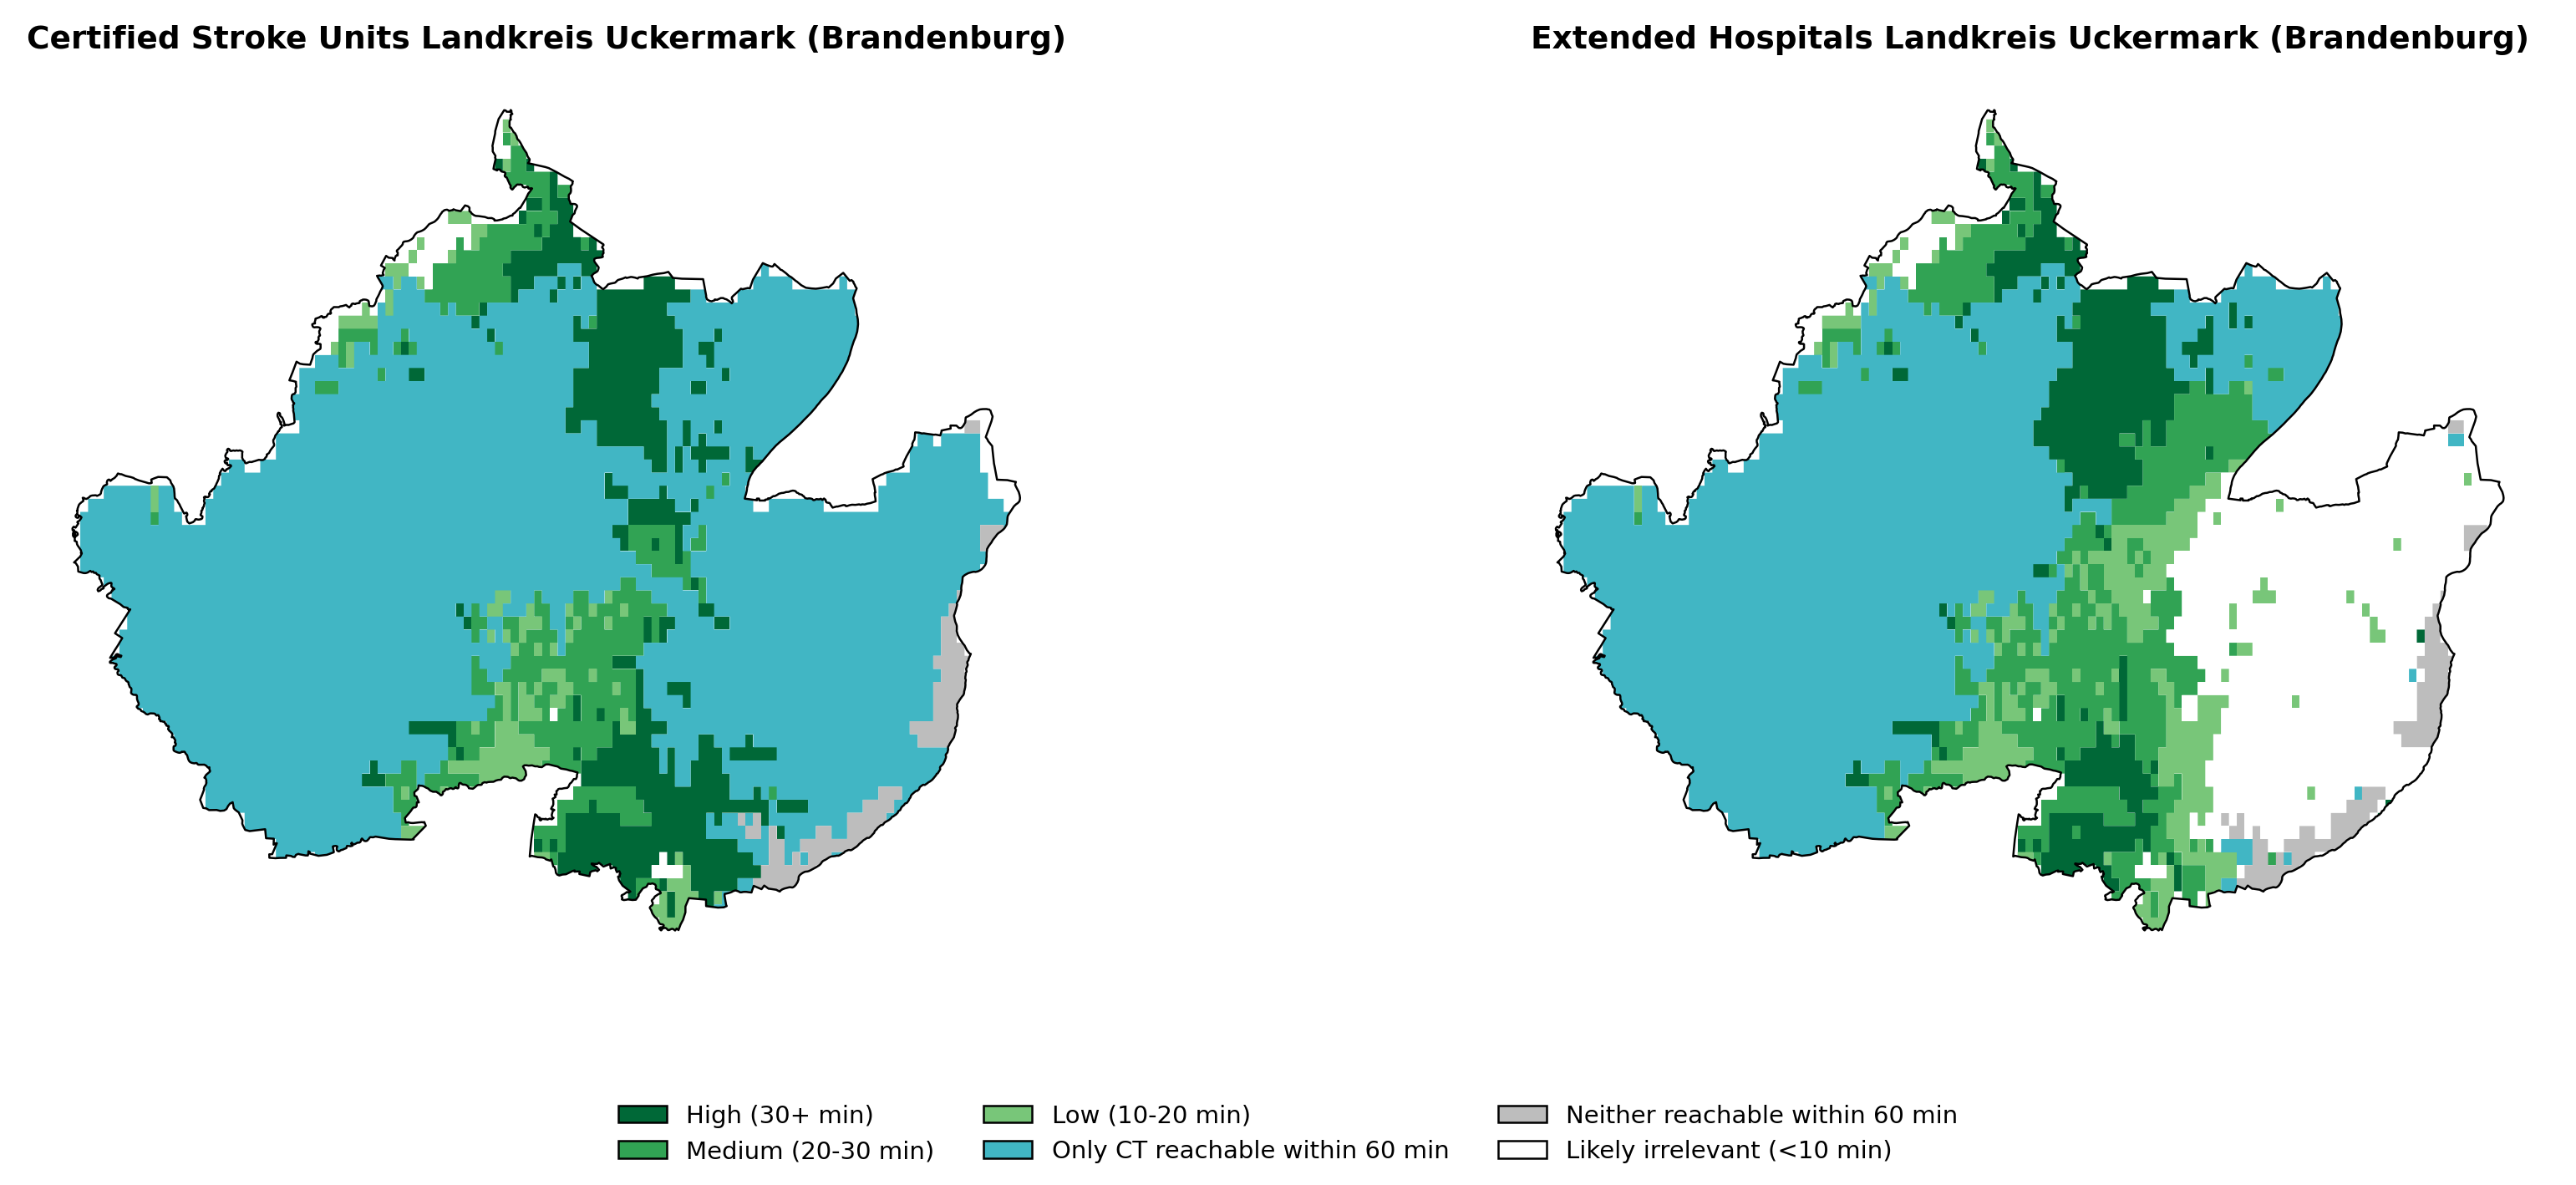 Certified Stroke Units Landkreis Uckermark (Brandenburg)
Extended Hospitals Landkreis Uckermark (Brandenburg)
High (30+ min)
Medium (20-30 min)
Low (10-20 min)
Only CT reachable within 60 min
Neither reachable within 60 min
Likely irrelevant (<10 min)